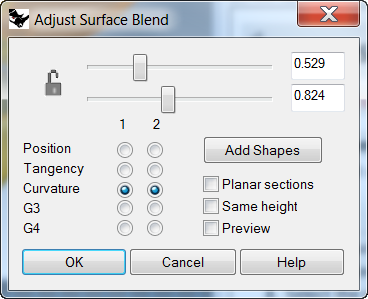 Adjust Surface Blend
0.529
0.824
1 2
Position
Tangency
Curvature
G3
G4
Add Shapes
Planar sections
Same height
Preview
OK Cancel Help